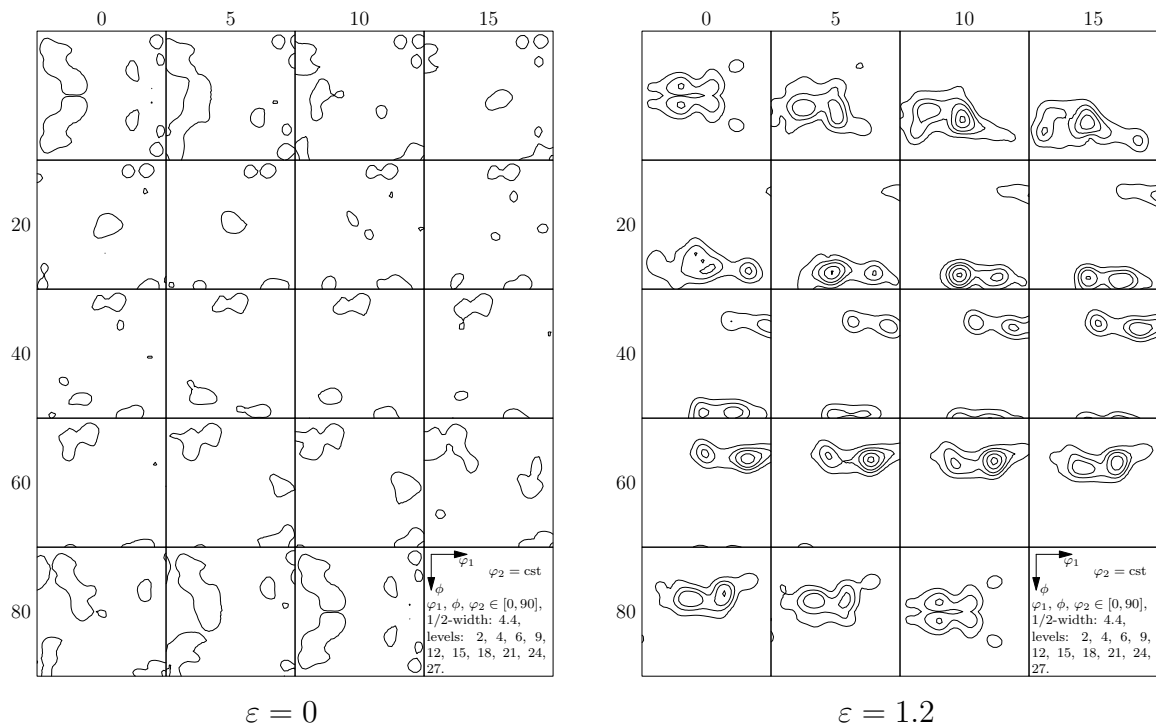 0 5 10 15 0 5 10 15
20 20
40 40
60 60
80 80
φ₁
φ₂ = cst
ϕ
φ₁, ϕ, φ₂ ∈ [0, 90],
1/2-width: 4.4,
levels: 2, 4, 6, 9,
12, 15, 18, 21, 24,
27.
φ₁
φ₂ = cst
ϕ
φ₁, ϕ, φ₂ ∈ [0, 90],
1/2-width: 4.4,
levels: 2, 4, 6, 9,
12, 15, 18, 21, 24,
27.
ε = 0 ε = 1.2